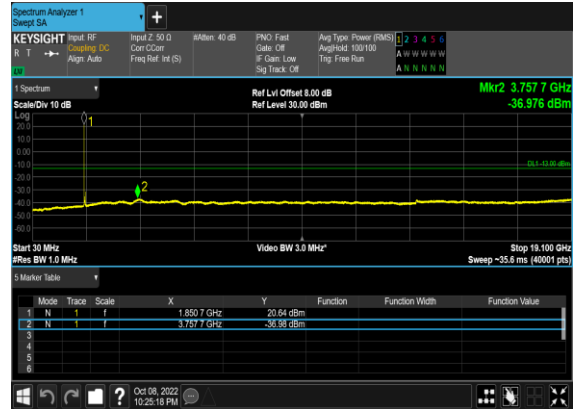 Spectrum Analyzer 1
Swept SA
+
KEYSIGHT Input: RF Input Z: 50 Ω #Atten: 40 dB PNO: Fast Avg Type: Power (RMS) 1 2 3 4 5 6
R T Coupling: DC Corr CCorr Gate: Off Avg|Hold: 100/100 A W W W W W
Align: Auto Freq Ref: Int (S) IF Gain: Low Trig: Free Run
Sig Track: Off A N N N N N
1 Spectrum Ref Lvl Offset 8.00 dB Mkr2 3.757 7 GHz
Scale/Div 10 dB Ref Level 30.00 dBm -36.976 dBm
Log
1
20.0
10.0
0.00
-10.0
DL1 -13.00 dBm
-20.0
2
-30.0
-40.0
-50.0
-60.0
Start 30 MHz Video BW 3.0 MHz* Stop 19.100 GHz
#Res BW 1.0 MHz Sweep ~35.6 ms (40001 pts)
5 Marker Table
Mode Trace Scale X Y Function Function Width Function Value
1 N 1 f 1.850 7 GHz 20.64 dBm
2 N 1 f 3.757 7 GHz -36.98 dBm
3
4
5
6
? Oct 08, 2022
10:25:18 PM